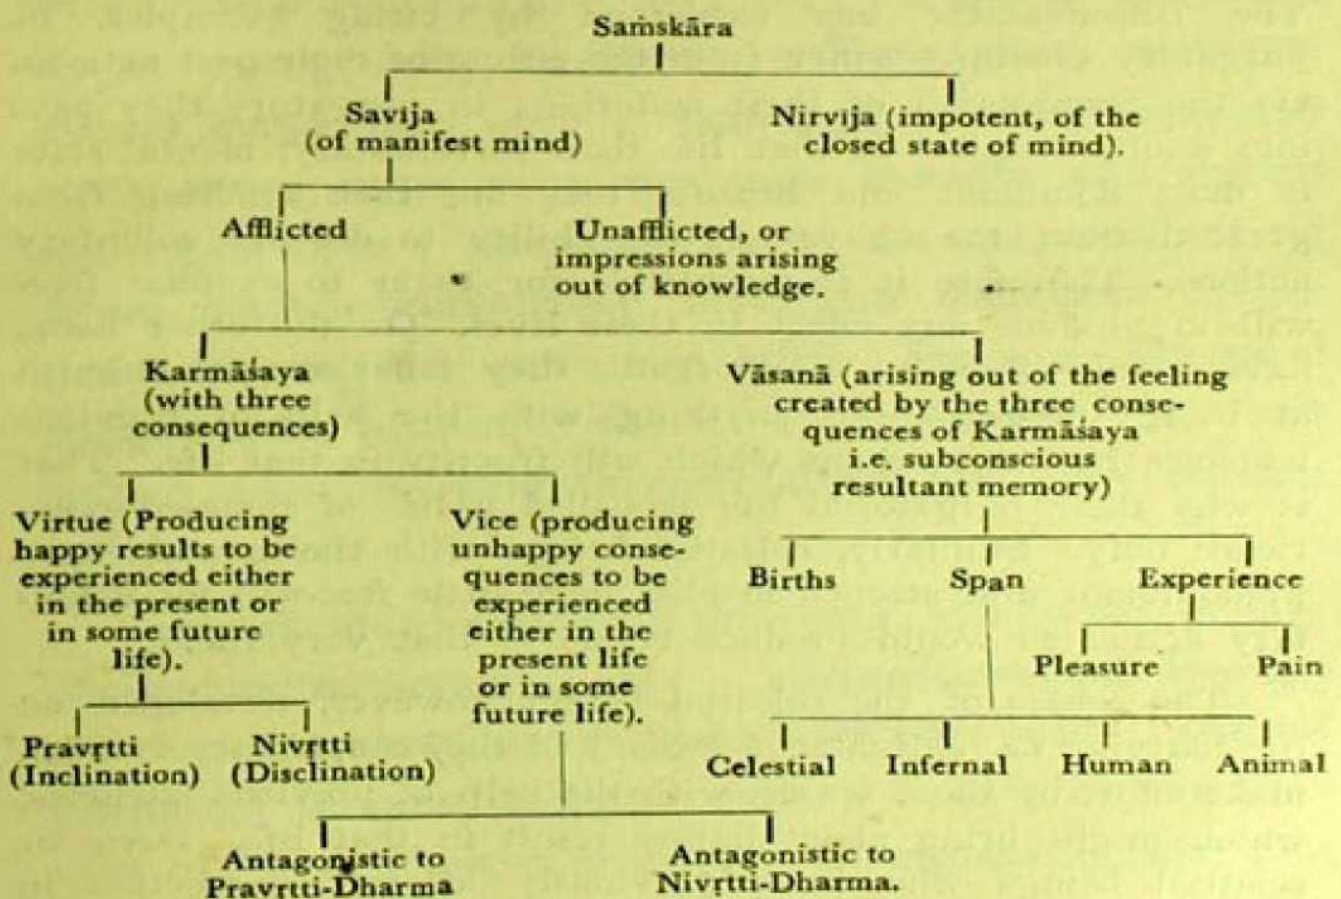 Saṁskāra
Savīja
(of manifest mind)
Nirvīja (impotent, of the
closed state of mind).
Afflicted
Unafflicted, or
impressions arising
out of knowledge.
Karmāśaya
(with three
consequences)
Vāsanā (arising out of the feeling
created by the three conse-
quences of Karmāśaya
i.e. subconscious
resultant memory)
Virtue (Producing
happy results to be
experienced either
in the present or
in some future
life).
Vice (producing
unhappy conse-
quences to be
experienced
either in the
present life
or in some
future life).
Births
Span
Experience
Pleasure
Pain
Pravṛtti
(Inclination)
Nivṛtti
(Disclination)
Celestial
Infernal
Human
Animal
Antagonistic to
Pravṛtti-Dharma
Antagonistic to
Nivṛtti-Dharma.